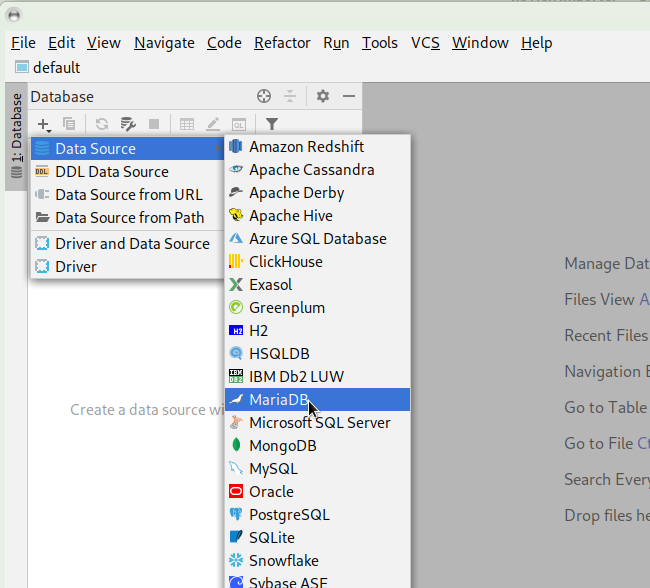 File Edit View Navigate Code Refactor Run Tools VCS Window Help
default
1: Database
Database
Data Source
DDL Data Source
Data Source from URL
Data Source from Path
Driver and Data Source
Driver
Amazon Redshift
Apache Cassandra
Apache Derby
Apache Hive
Azure SQL Database
ClickHouse
Exasol
Greenplum
H2
HSQLDB
IBM Db2 LUW
MariaDB
Microsoft SQL Server
MongoDB
MySQL
Oracle
PostgreSQL
SQLite
Snowflake
Sybase ASE
Create a data source wi
Manage Dat
Files View A
Recent Files
Navigation B
Go to Table
Go to File Ct
Search Every
Drop files he